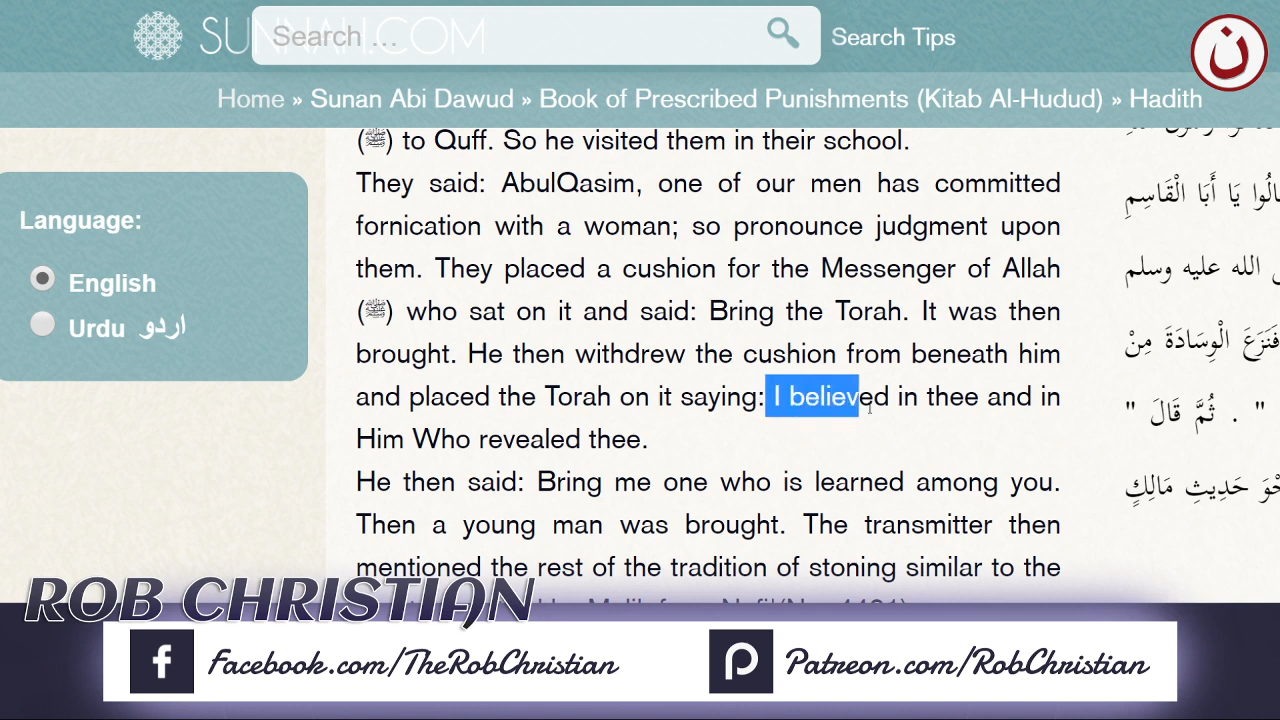 SUNNAH.COM
Search ...
Search Tips
ن
Home » Sunan Abi Dawud » Book of Prescribed Punishments (Kitab Al-Hudud) » Hadith
Language:
English
Urdu اردو
(ﷺ) to Quff. So he visited them in their school.
They said: AbulQasim, one of our men has committed
fornication with a woman; so pronounce judgment upon
them. They placed a cushion for the Messenger of Allah
(ﷺ) who sat on it and said: Bring the Torah. It was then
brought. He then withdrew the cushion from beneath him
and placed the Torah on it saying: I believed in thee and in
Him Who revealed thee.
He then said: Bring me one who is learned among you.
Then a young man was brought. The transmitter then
mentioned the rest of the tradition of stoning similar to the
يَا أَبَا الْقَاسِمِ
الله عليه وسلم
فَنَزَعَ الْوِسَادَةَ مِنْ
" . ثُمَّ قَالَ "
حَدِيثِ مَالِكٍ
ROB CHRISTIAN
Facebook.com/TheRobChristian
Patreon.com/RobChristian